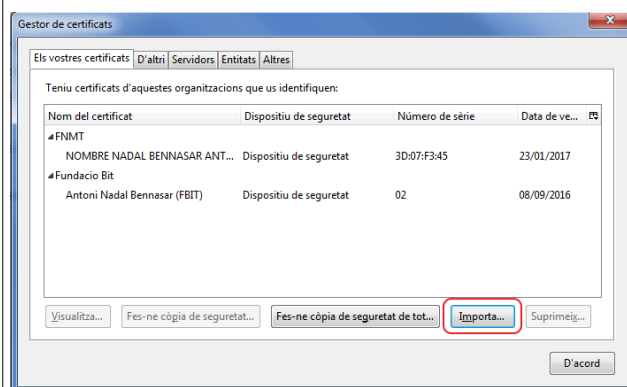 Gestor de certificats
Els vostres certificats D'altri Servidors Entitats Altres
Teniu certificats d'aquestes organitzacions que us identifiquen:
Nom del certificat Dispositiu de seguretat Número de sèrie Data de ve...
FNMT
NOMBRE NADAL BENNASAR ANT... Dispositiu de seguretat 3D:07:F3:45 23/01/2017
Fundacio Bit
Antoni Nadal Bennasar (FBIT) Dispositiu de seguretat 02 08/09/2016
Visualitza... Fes-ne còpia de seguretat... Fes-ne còpia de seguretat de tot... Importa... Suprimeix...
D'acord